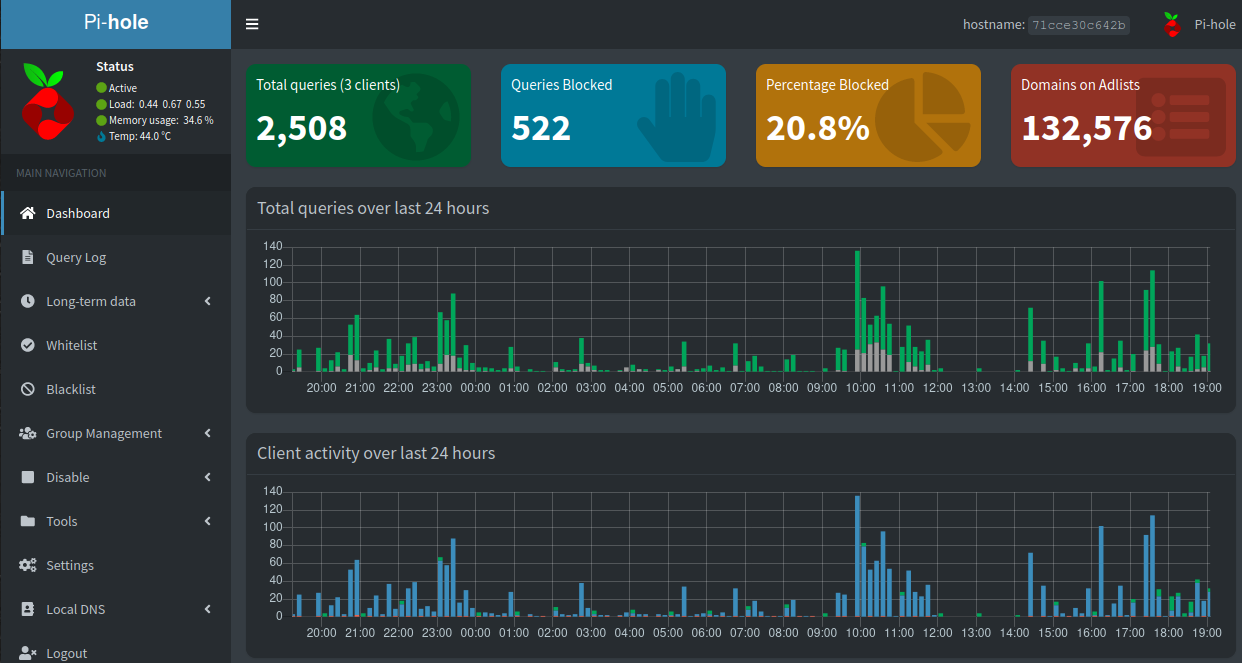 Pi-hole
hostname: 71cce30c642b
Pi-hole
Status
Active
Load: 0.44 0.67 0.55
Memory usage: 34.6 %
Temp: 44.0 °C
MAIN NAVIGATION
Dashboard
Query Log
Long-term data
Whitelist
Blacklist
Group Management
Disable
Tools
Settings
Local DNS
Logout
Total queries (3 clients)
2,508
Queries Blocked
522
Percentage Blocked
20.8%
Domains on Adlists
132,576
Total queries over last 24 hours
140
120
100
80
60
40
20
0
20:00 21:00 22:00 23:00 00:00 01:00 02:00 03:00 04:00 05:00 06:00 07:00 08:00 09:00 10:00 11:00 12:00 13:00 14:00 15:00 16:00 17:00 18:00 19:00
Client activity over last 24 hours
140
120
100
80
60
40
20
0
20:00 21:00 22:00 23:00 00:00 01:00 02:00 03:00 04:00 05:00 06:00 07:00 08:00 09:00 10:00 11:00 12:00 13:00 14:00 15:00 16:00 17:00 18:00 19:00